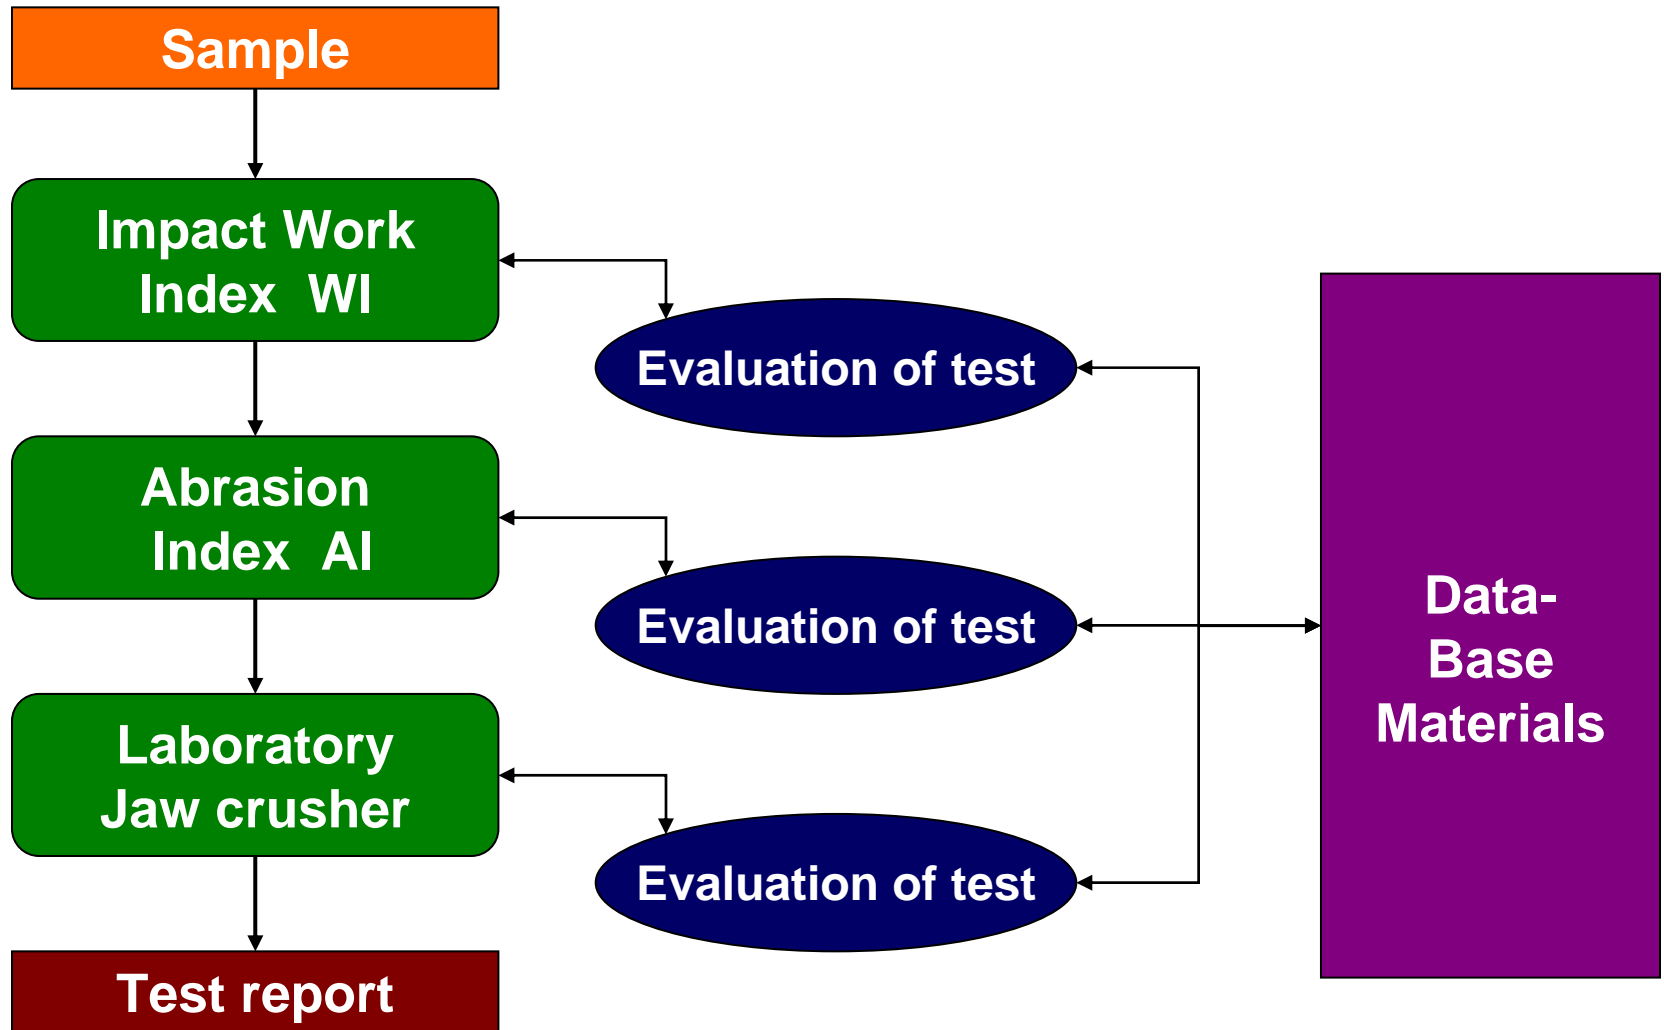 Sample
Impact Work
Index WI
Evaluation of test
Abrasion
Index AI
Evaluation of test
Data-
Base
Materials
Laboratory
Jaw crusher
Evaluation of test
Test report